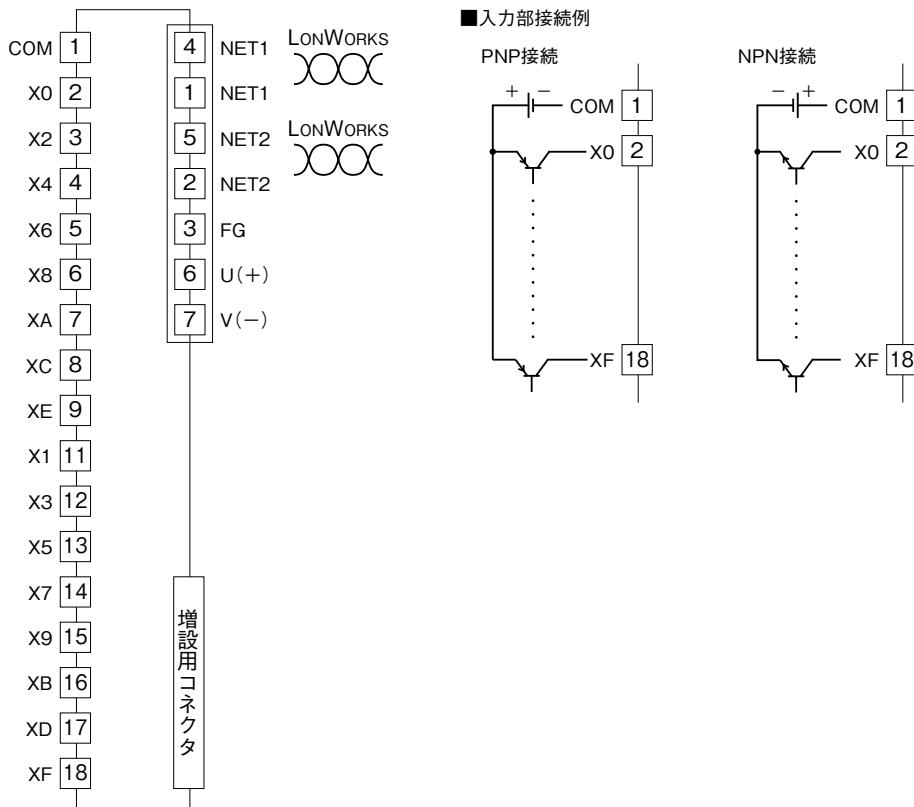 COM 1
X0 2
X2 3
X4 4
X6 5
X8 6
XA 7
XC 8
XE 9
X1 11
X3 12
X5 13
X7 14
X9 15
XB 16
XD 17
XF 18
4 NET1 LONWORKS
1 NET1
5 NET2 LONWORKS
2 NET2
3 FG
6 U(+)
7 V(−)
増設用コネクタ
■入力部接続例
PNP接続
+ − COM 1
X0 2
XF 18
NPN接続
− + COM 1
X0 2
XF 18